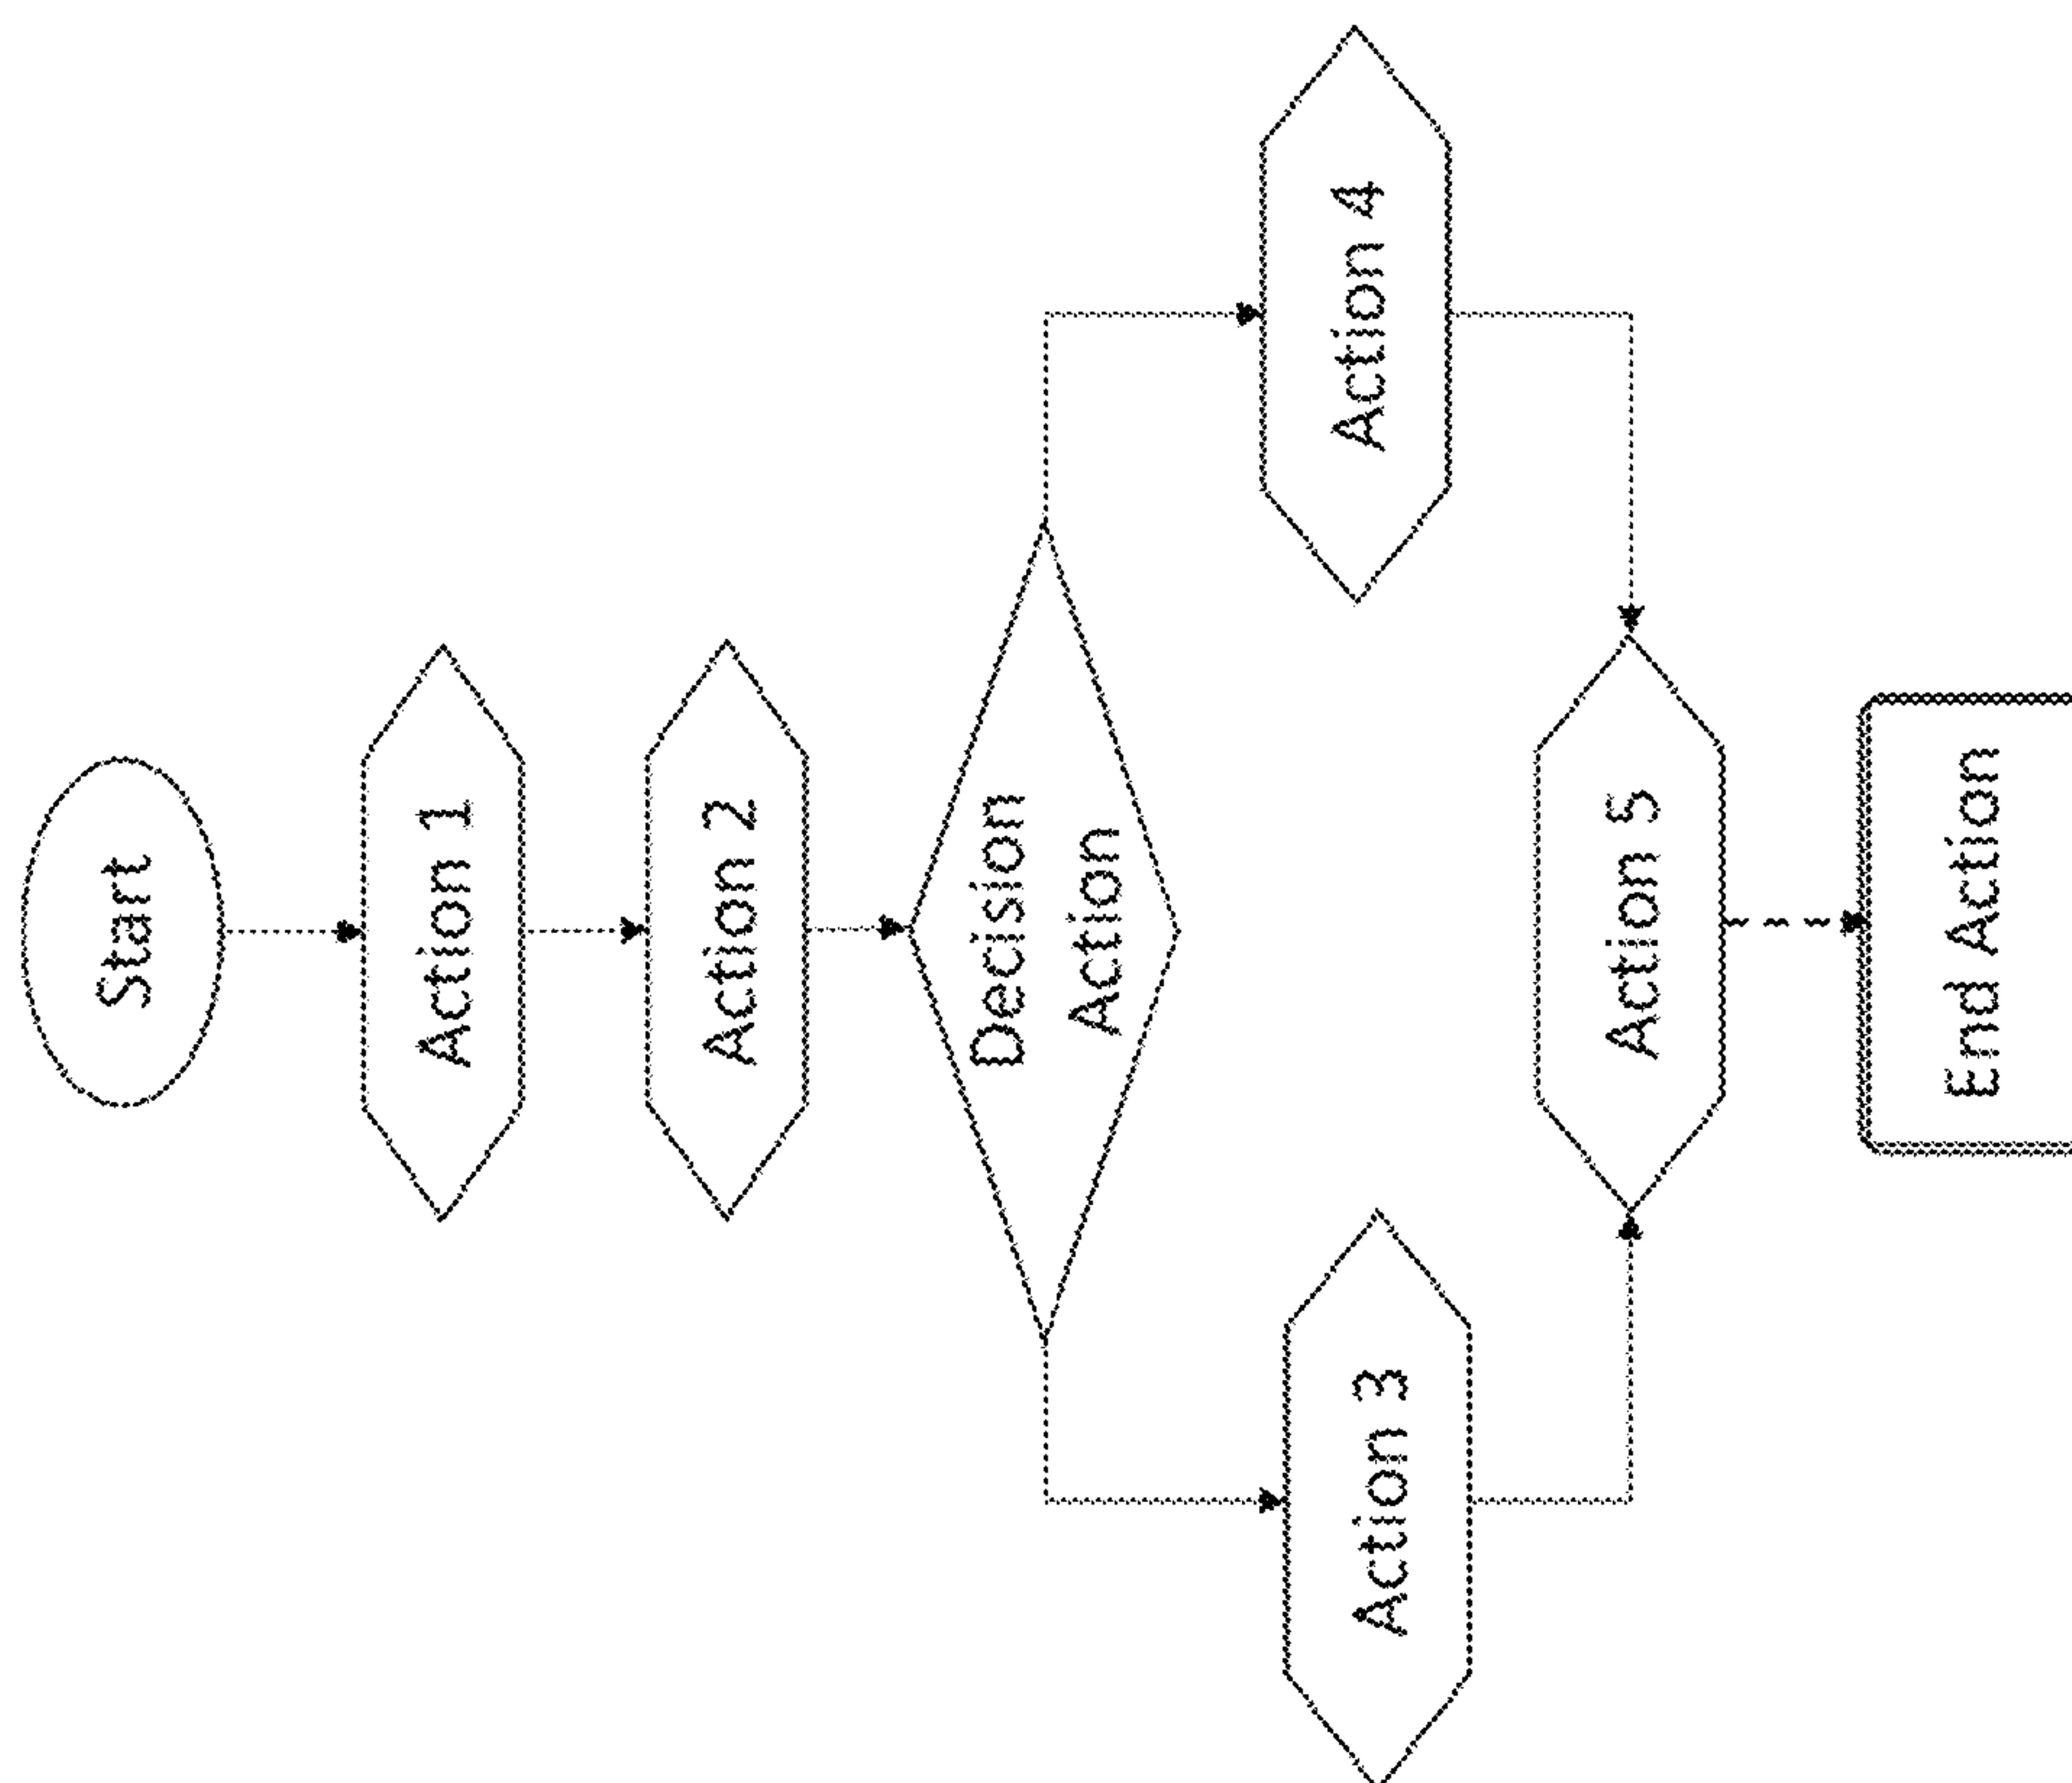 Start
Action 1
Action 2
Decision
Action
Action 3
Action 4
Action 5
End Action